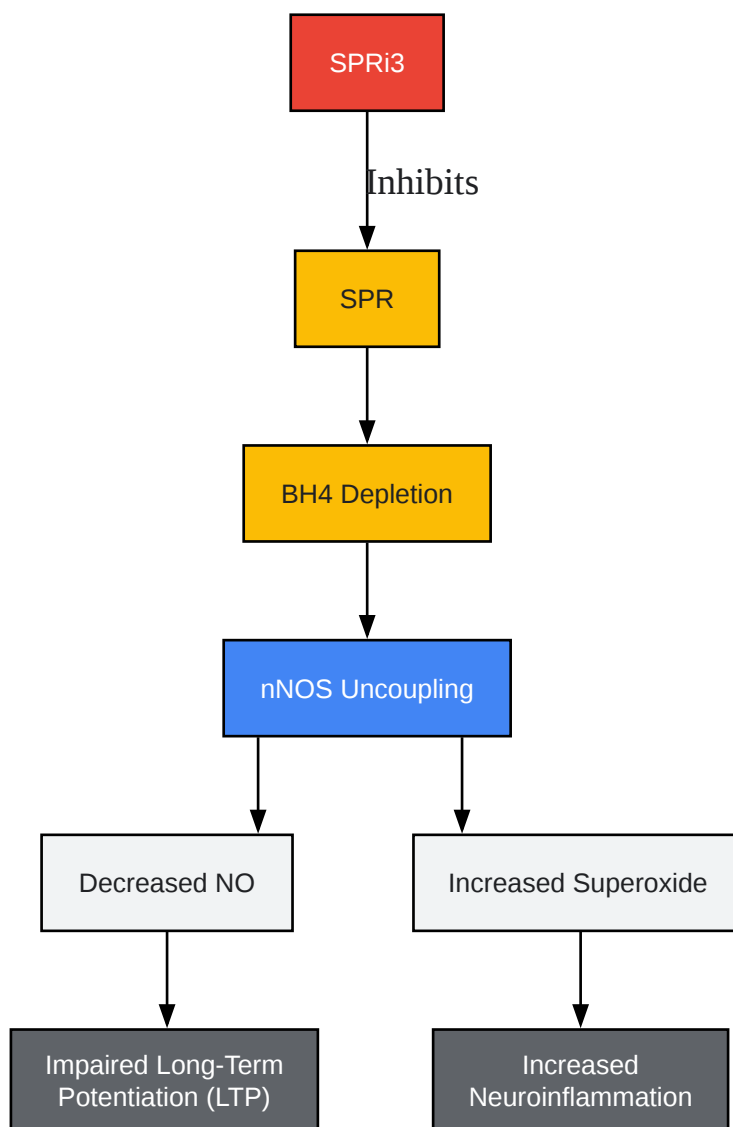 SPRi3
Inhibits
SPR
BH4 Depletion
nNOS Uncoupling
Decreased NO
Increased Superoxide
Impaired Long-Term
Potentiation (LTP)
Increased
Neuroinflammation